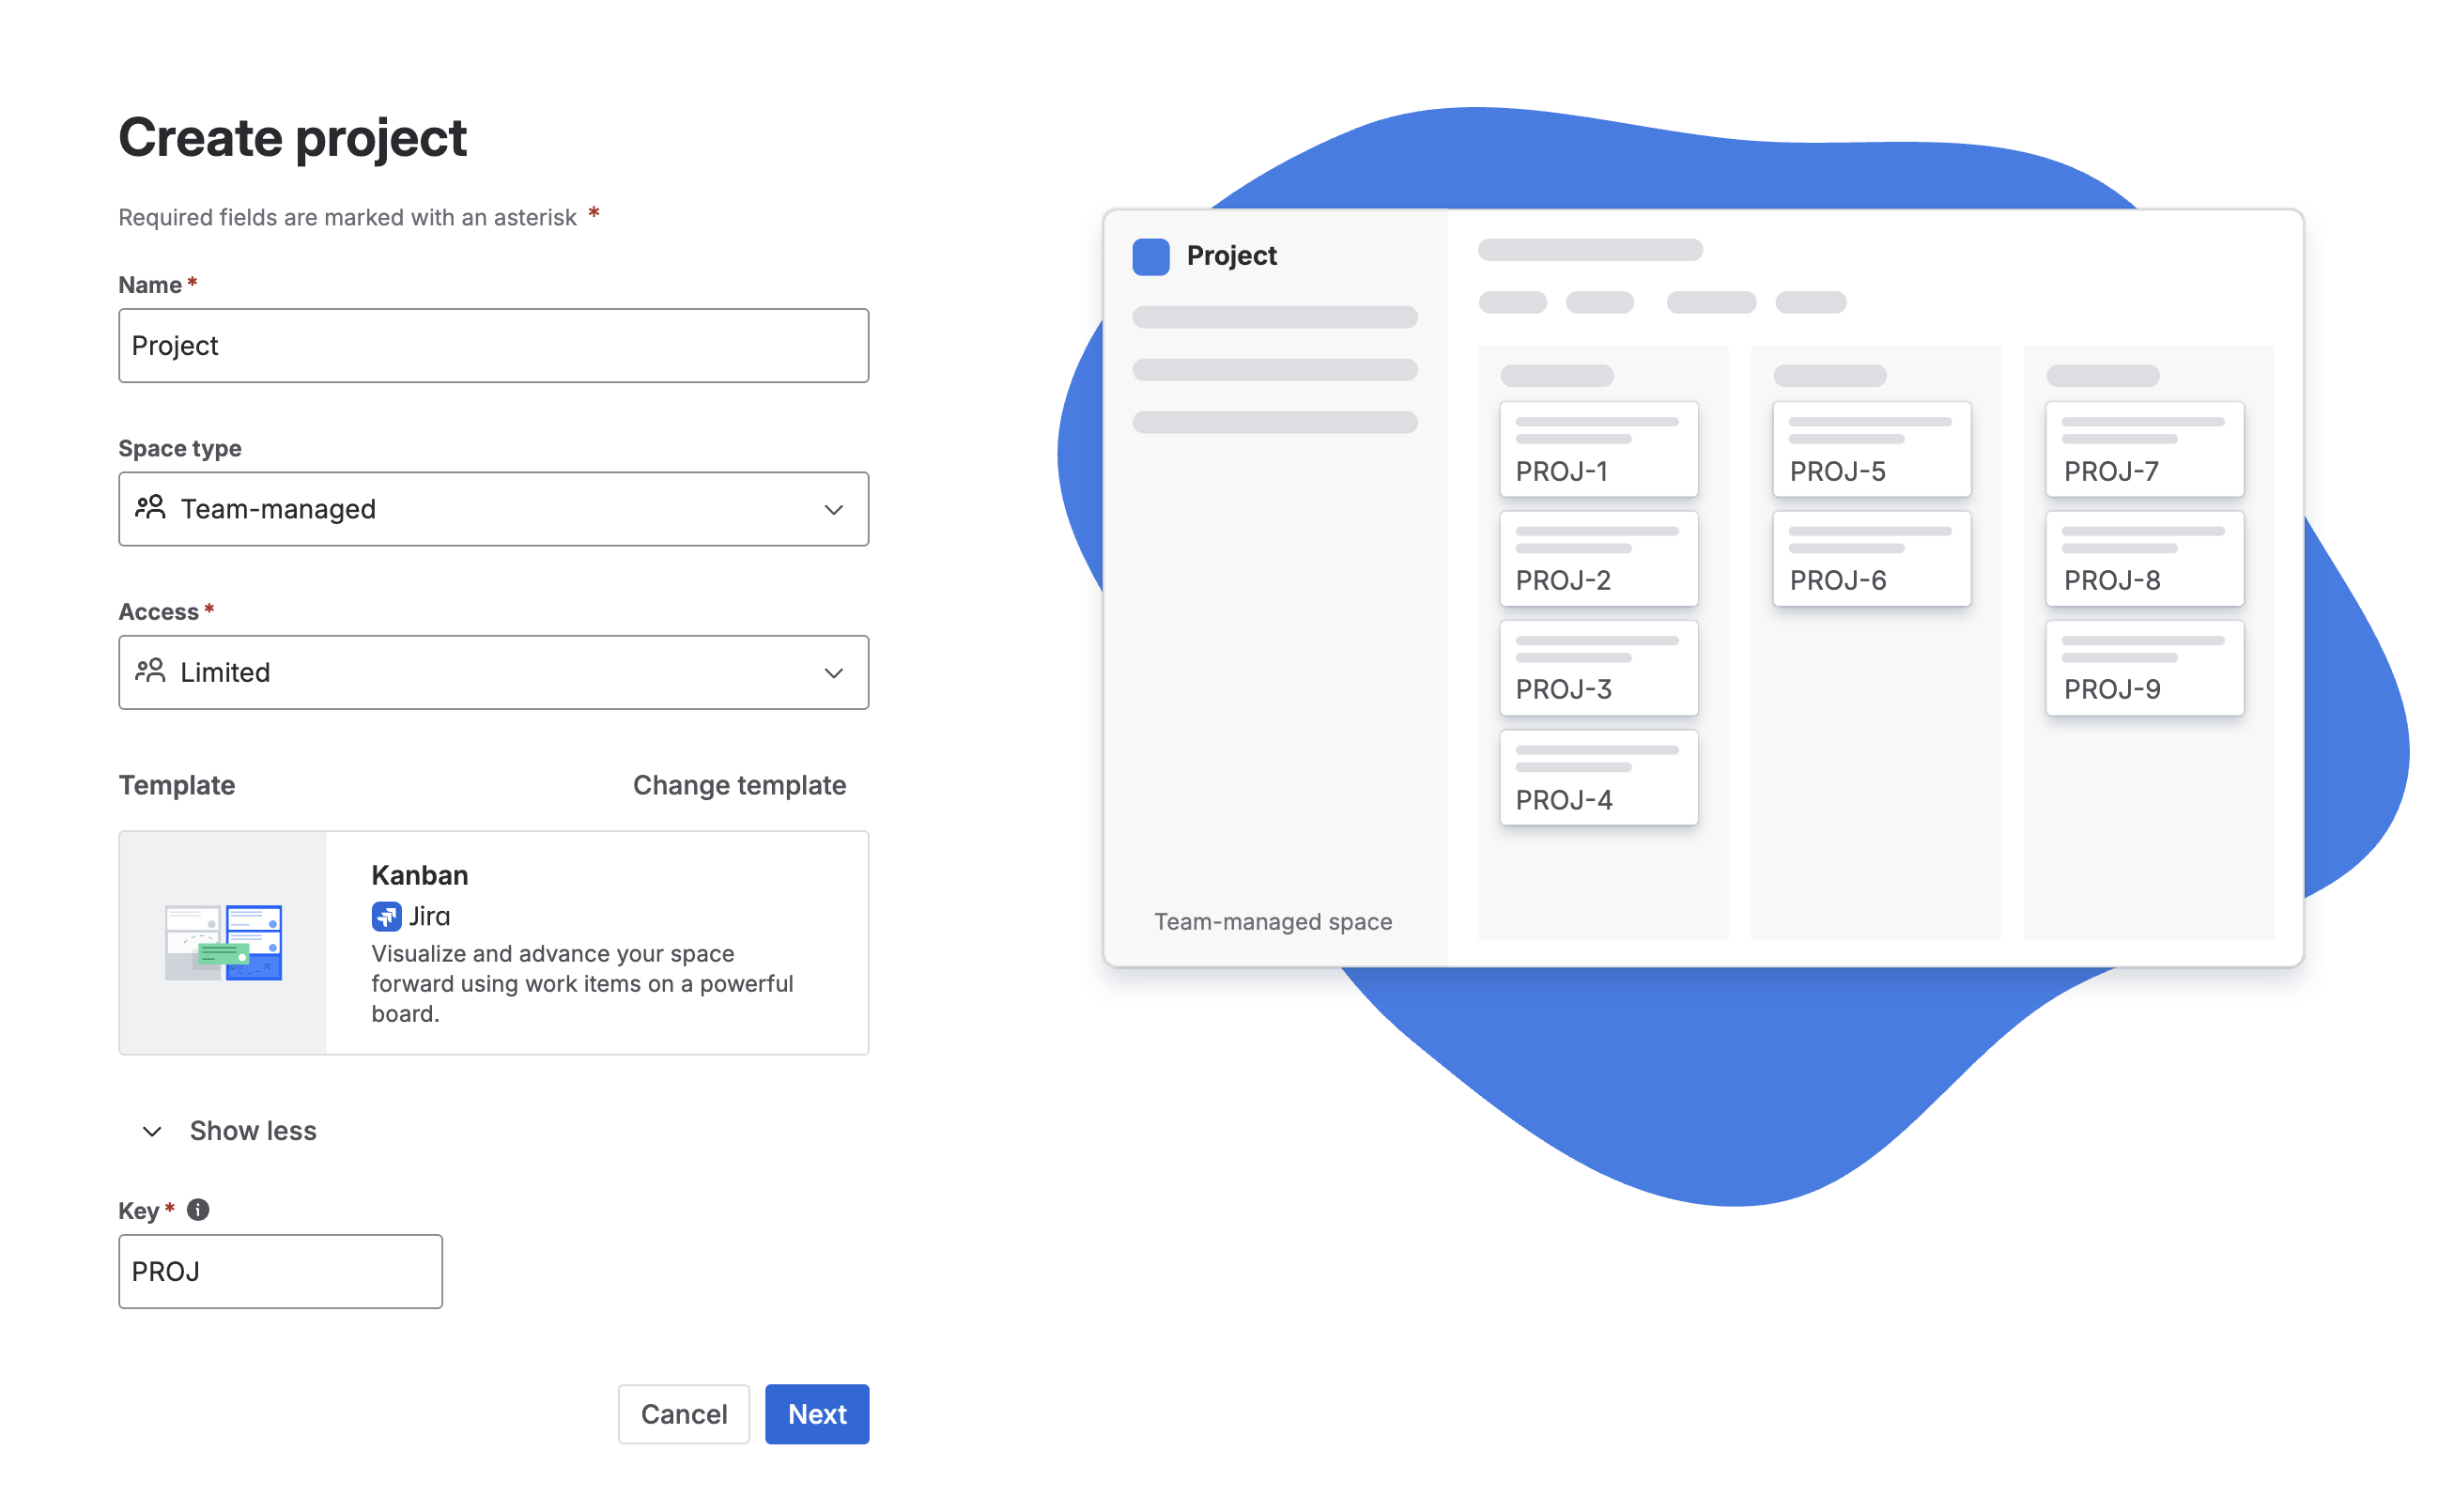 Create project
Required fields are marked with an asterisk *
Name *
Project
Space type
Team-managed
Access *
Limited
Template
Change template
Kanban
Jira
Visualize and advance your space
forward using work items on a powerful
board.
Show less
Key *
PROJ
Cancel
Next
Project
PROJ-1
PROJ-2
PROJ-3
PROJ-4
PROJ-5
PROJ-6
PROJ-7
PROJ-8
PROJ-9
Team-managed space